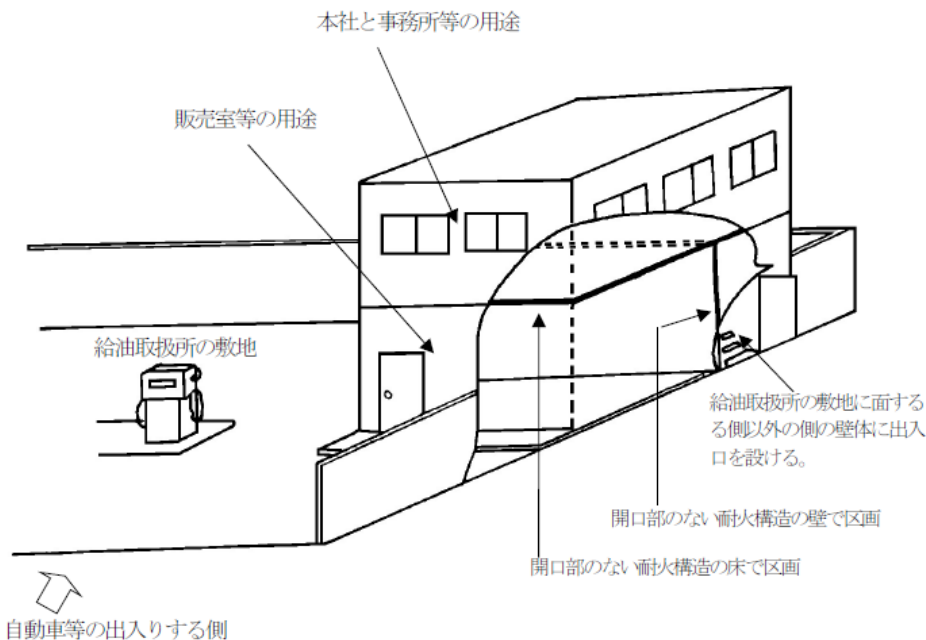 本社と事務所等の用途
販売室等の用途
給油取扱所の敷地
給油取扱所の敷地に面する
る側以外の側の壁体に出入
口を設ける。
開口部のない耐火構造の壁で区画
開口部のない耐火構造の床で区画
自動車等の出入りする側